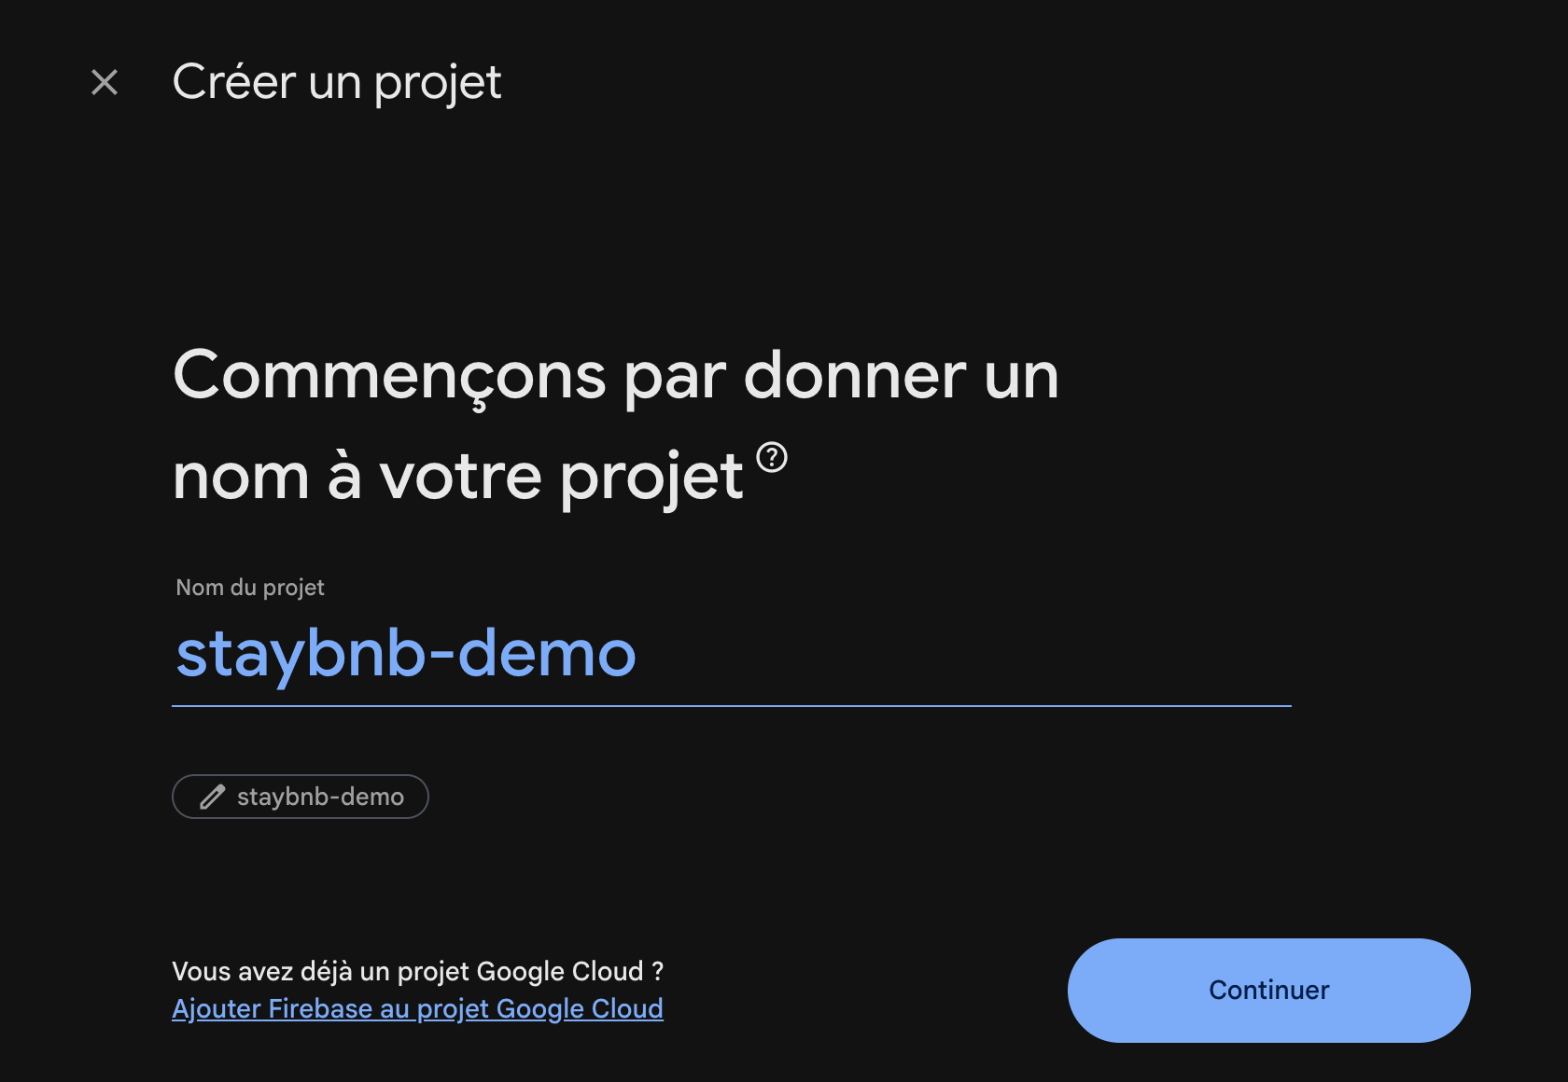 Créer un projet
Commençons par donner un
nom à votre projet
Nom du projet
staybnb-demo
staybnb-demo
Vous avez déjà un projet Google Cloud ?
Ajouter Firebase au projet Google Cloud
Continuer